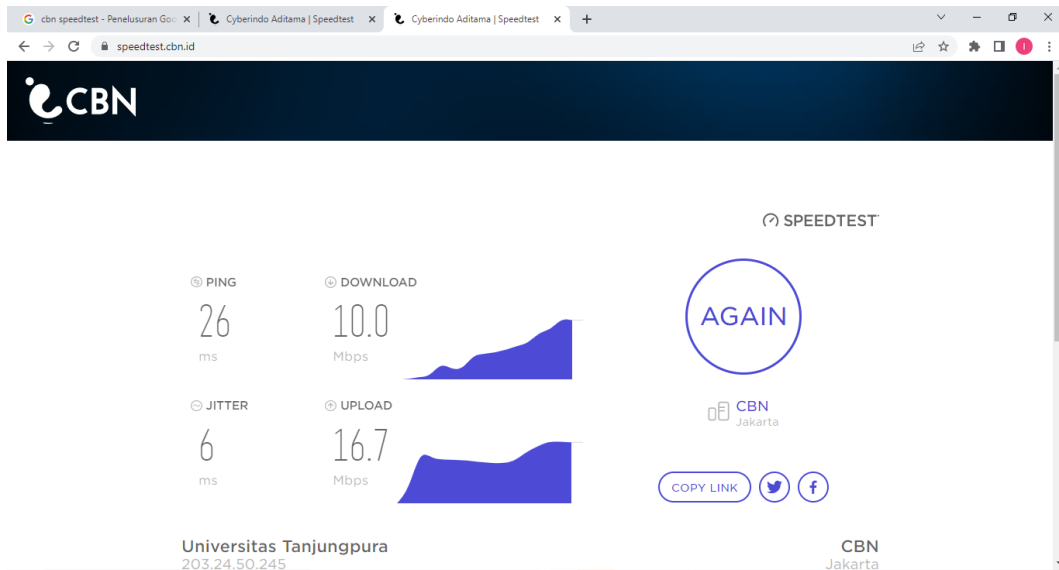 cbn speedtest - Penelusuran Goo
Cyberindo Aditama | Speedtest
Cyberindo Aditama | Speedtest
speedtest.cbn.id
I
CBN
SPEEDTEST
PING
26
ms
DOWNLOAD
10.0
Mbps
AGAIN
JITTER
6
ms
UPLOAD
16.7
Mbps
CBN
Jakarta
COPY LINK
Universitas Tanjungpura
203.24.50.245
CBN
Jakarta